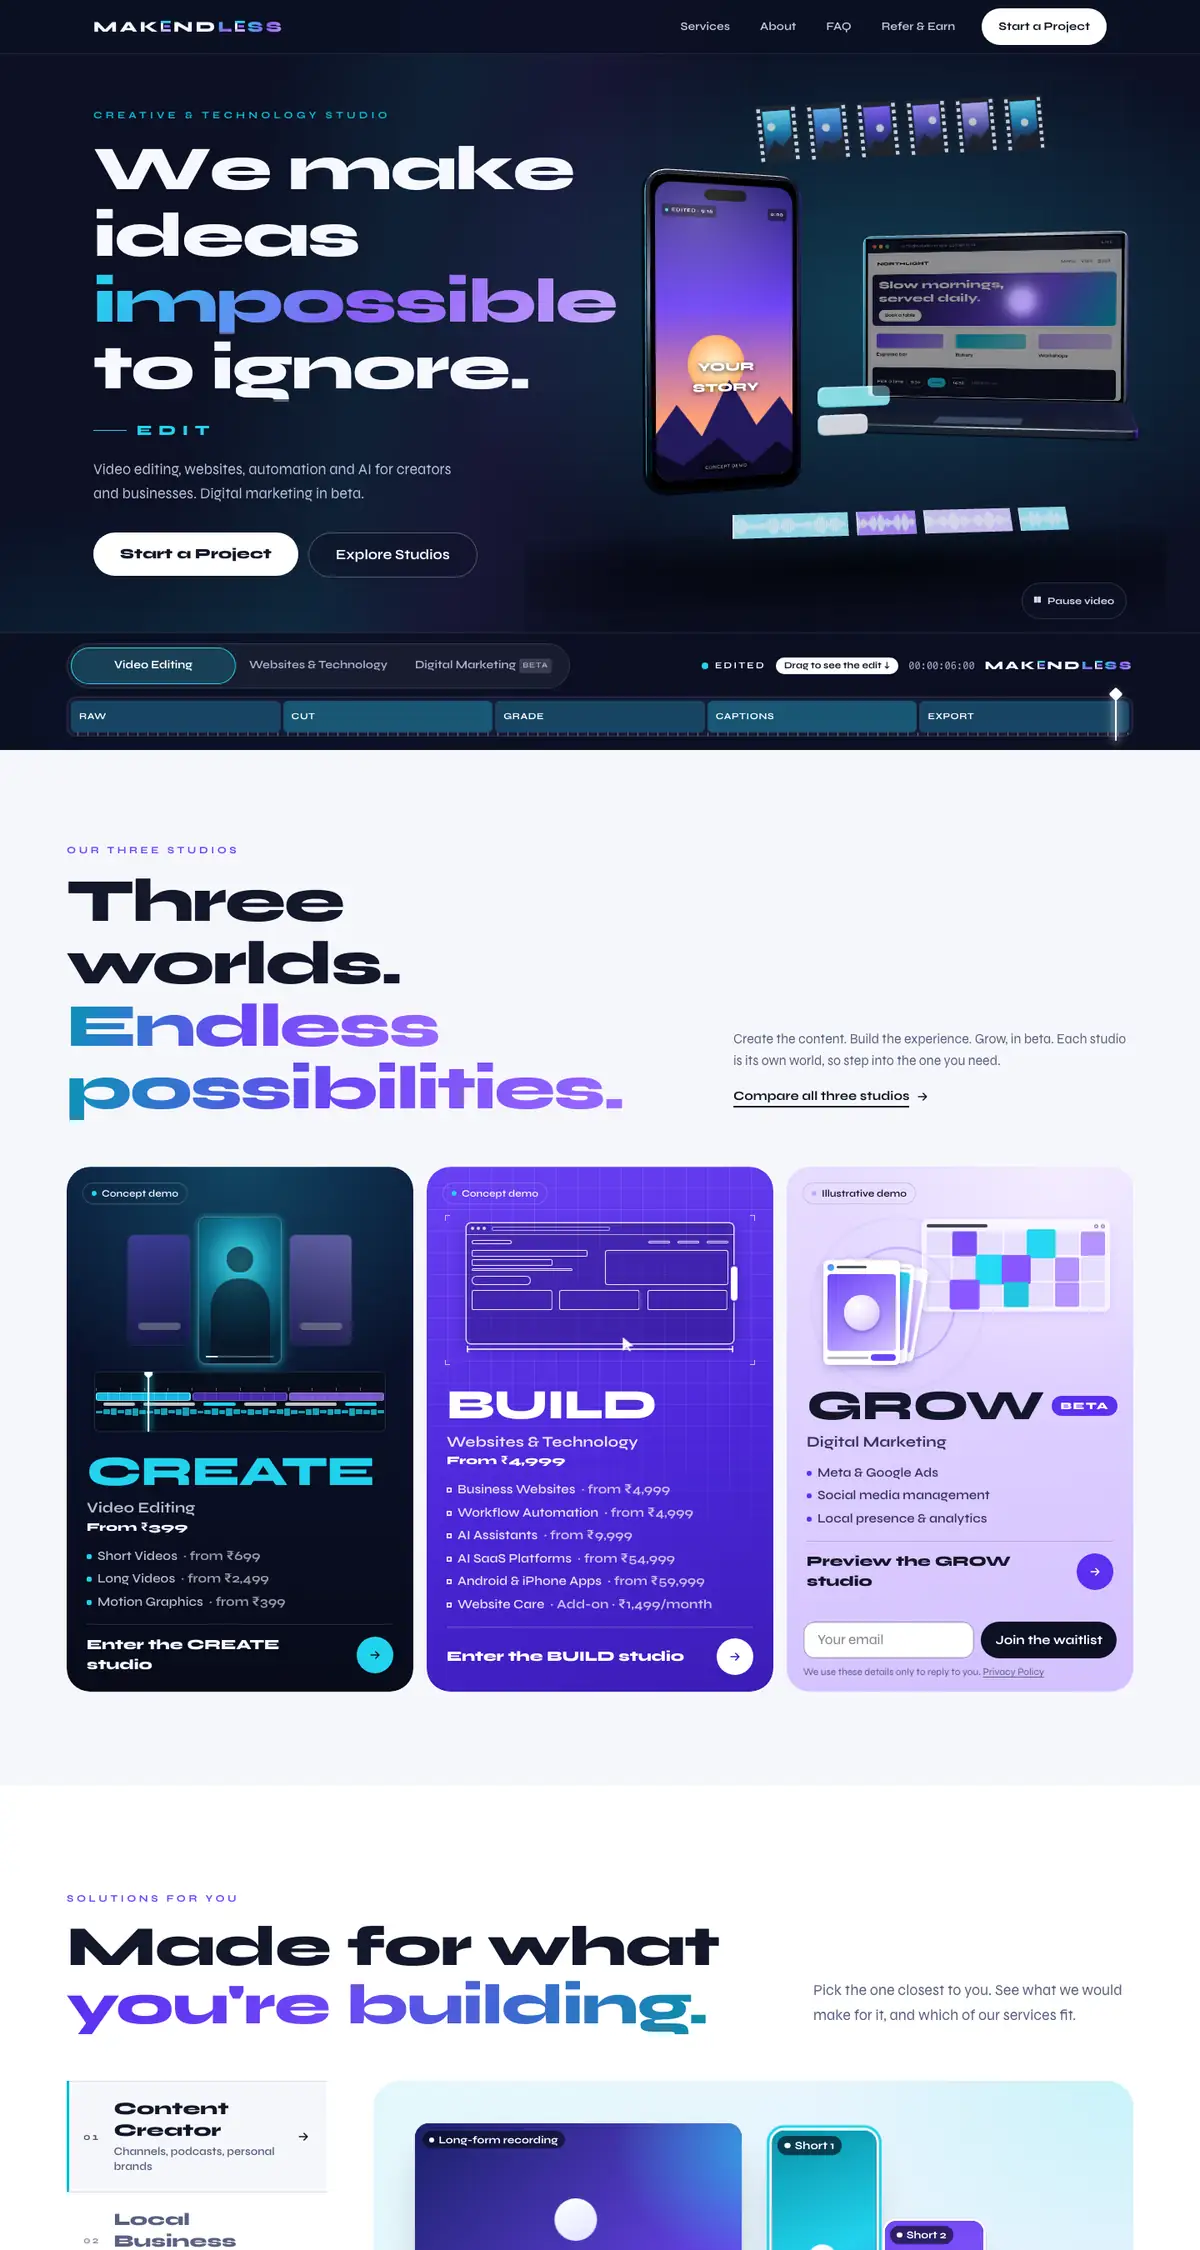 MAKENDLESS
Services
About
FAQ
Refer & Earn
Start a Project
CREATIVE & TECHNOLOGY STUDIO
We make
ideas
impossible
to ignore.
EDIT
Video editing, websites, automation and AI for creators
and businesses. Digital marketing in beta.
Start a Project
Explore Studios
YOUR
STORY
CONCEPT DEMO
NORTHLIGHT
Slow mornings,
served daily.
Book a table
Espresso bar
Bakery
Workshops
Pause video
Video Editing
Websites & Technology
Digital Marketing BETA
EDITED
Drag to see the edit ↓
00:00:06:00
MAKENDLESS
RAW
CUT
GRADE
CAPTIONS
EXPORT
OUR THREE STUDIOS
Three
worlds.
Endless
possibilities.
Create the content. Build the experience. Grow, in beta. Each studio
is its own world, so step into the one you need.
Compare all three studios →
Concept demo
CREATE
Video Editing
From ₹399
Short Videos · from ₹699
Long Videos · from ₹2,499
Motion Graphics · from ₹399
Enter the CREATE
studio
Concept demo
BUILD
Websites & Technology
From ₹4,999
Business Websites · from ₹4,999
Workflow Automation · from ₹4,999
AI Assistants · from ₹9,999
AI SaaS Platforms · from ₹54,999
Android & iPhone Apps · from ₹59,999
Website Care · Add-on · ₹1,499/month
Enter the BUILD studio
Illustrative demo
GROW BETA
Digital Marketing
Meta & Google Ads
Social media management
Local presence & analytics
Preview the GROW
studio
Your email
Join the waitlist
We use these details only to reply to you. Privacy Policy
SOLUTIONS FOR YOU
Made for what
you're building.
Pick the one closest to you. See what we would
make for it, and which of our services fit.
01
Content
Creator
Channels, podcasts, personal
brands
02
Local
Business
Long-form recording
Short 1
Short 2